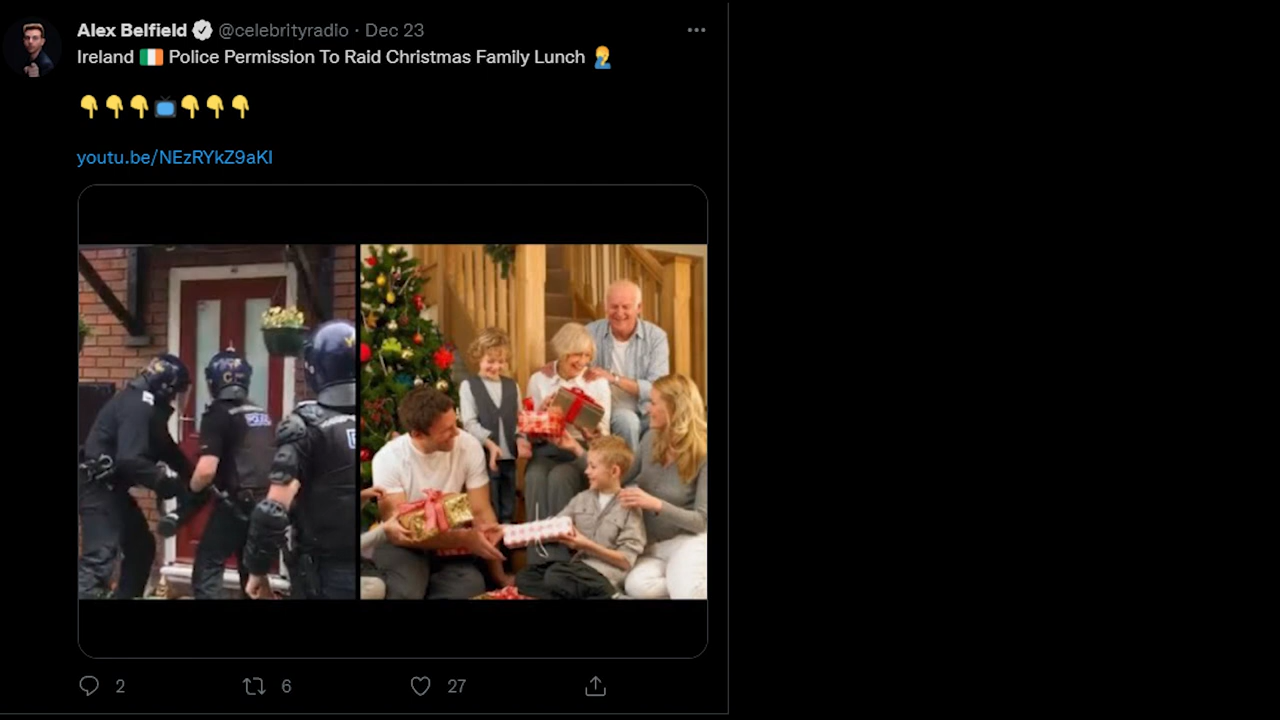 Alex Belfield @celebrityradio · Dec 23
Ireland 🇮🇪 Police Permission To Raid Christmas Family Lunch 🤦‍♂️
👇👇👇📺👇👇👇
youtu.be/NEzRYkZ9aKI
2 6 27